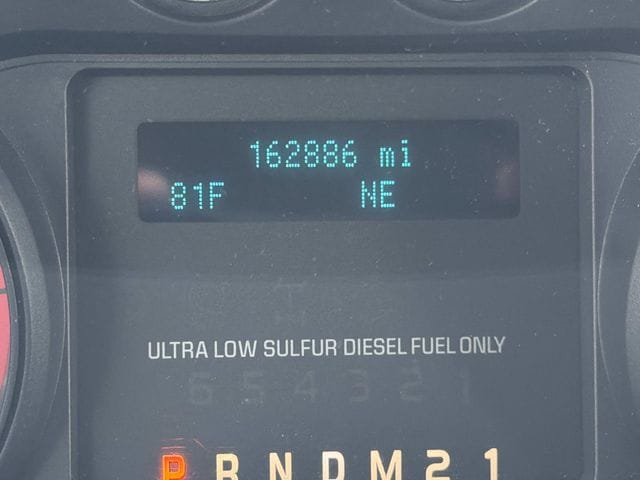 162886 mi
81F NE
ULTRA LOW SULFUR DIESEL FUEL ONLY
6 5 4 3 2 1
P R N D M 2 1